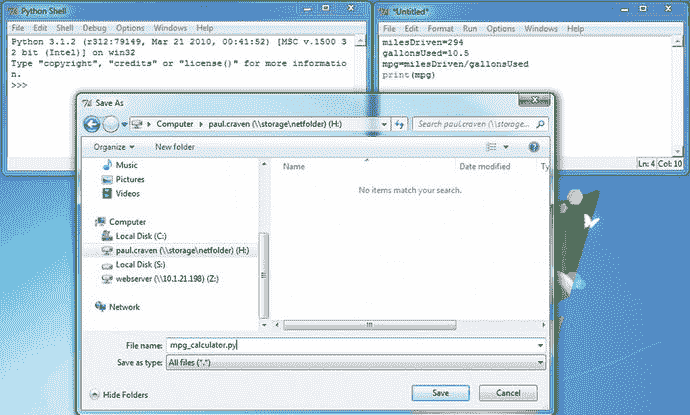 Python Shell
File Edit Shell Debug Options Windows Help
Python 3.1.2 (r312:79149, Mar 21 2010, 00:41:52) [MSC v.1500 3
2 bit (Intel)] on win32
Type "copyright", "credits" or "license()" for more informatio
n.
>>>
*Untitled*
File Edit Format Run Options Windows Help
milesDriven=294
gallonsUsed=10.5
mpg=milesDriven/gallonsUsed
print(mpg)
Ln: 4 Col: 10
Save As
Computer paul.craven (\\storage\netfolder) (H:)
Search paul.craven (\\storage...
Organize New folder
Music
Pictures
Videos
Computer
Local Disk (C:)
paul.craven (\\storage\netfolder) (H:)
Local Disk (S:)
webserver (\\10.1.21.198) (Z:)
Network
Name Date modified Ty
No items match your search.
File name: mpg_calculator.py
Save as type: All files (*.*)
Hide Folders Save Cancel